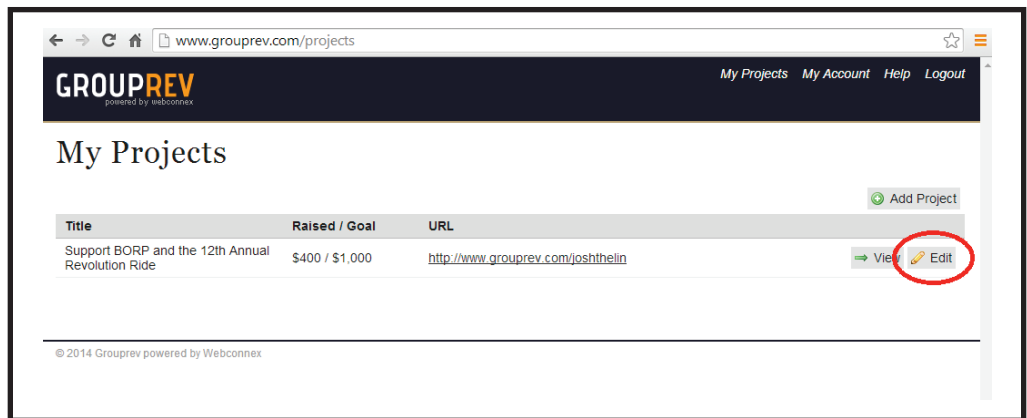 www.grouprev.com/projects
GROUPREV
powered by webconnex
My Projects My Account Help Logout
My Projects
Add Project
Title Raised / Goal URL
Support BORP and the 12th Annual
Revolution Ride
$400 / $1,000 http://www.grouprev.com/joshthelin View Edit
© 2014 Grouprev powered by Webconnex